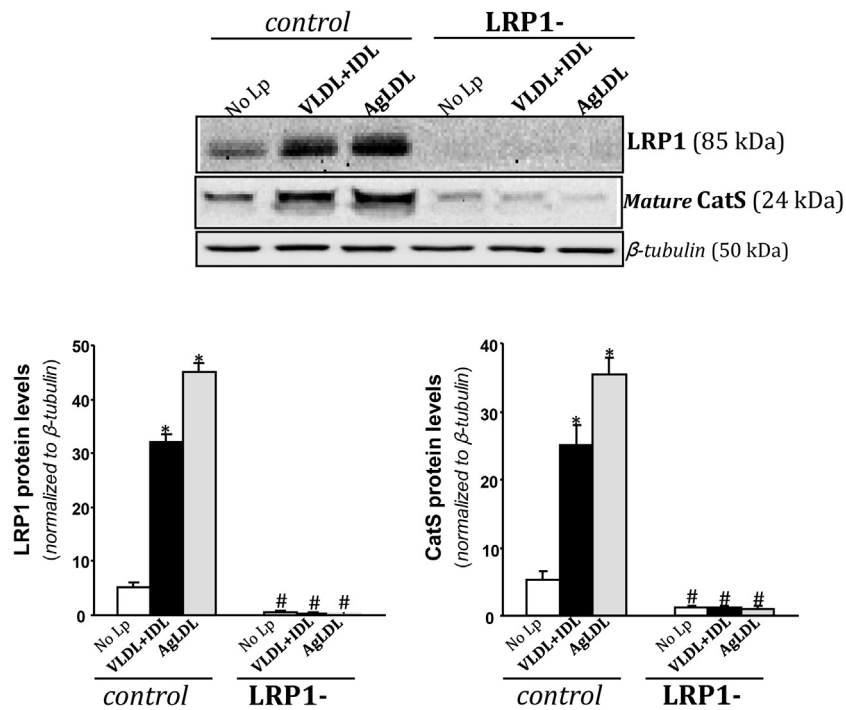 control LRP1-
No Lp VLDL+IDL AgLDL No Lp VLDL+IDL AgLDL
LRP1 (85 kDa)
Mature CatS (24 kDa)
β-tubulin (50 kDa)
LRP1 protein levels
(normalized to β-tubulin)
50
40
30
20
10
0
* * # # #
No Lp VLDL+IDL AgLDL No Lp VLDL+IDL AgLDL
control LRP1-
CatS protein levels
(normalized to β-tubulin)
40
30
20
10
0
* * # # #
No Lp VLDL+IDL AgLDL No Lp VLDL+IDL AgLDL
control LRP1-